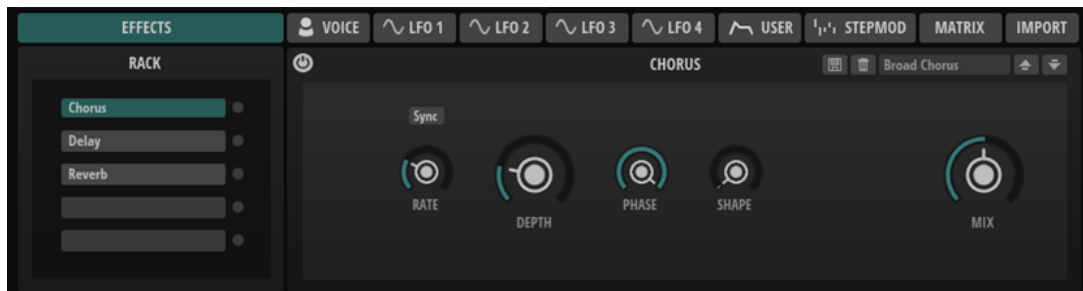 EFFECTS
VOICE
LFO 1
LFO 2
LFO 3
LFO 4
USER
STEPMOD
MATRIX
IMPORT
RACK
CHORUS
Broad Chorus
Chorus
Delay
Reverb
Sync
RATE
DEPTH
PHASE
SHAPE
MIX